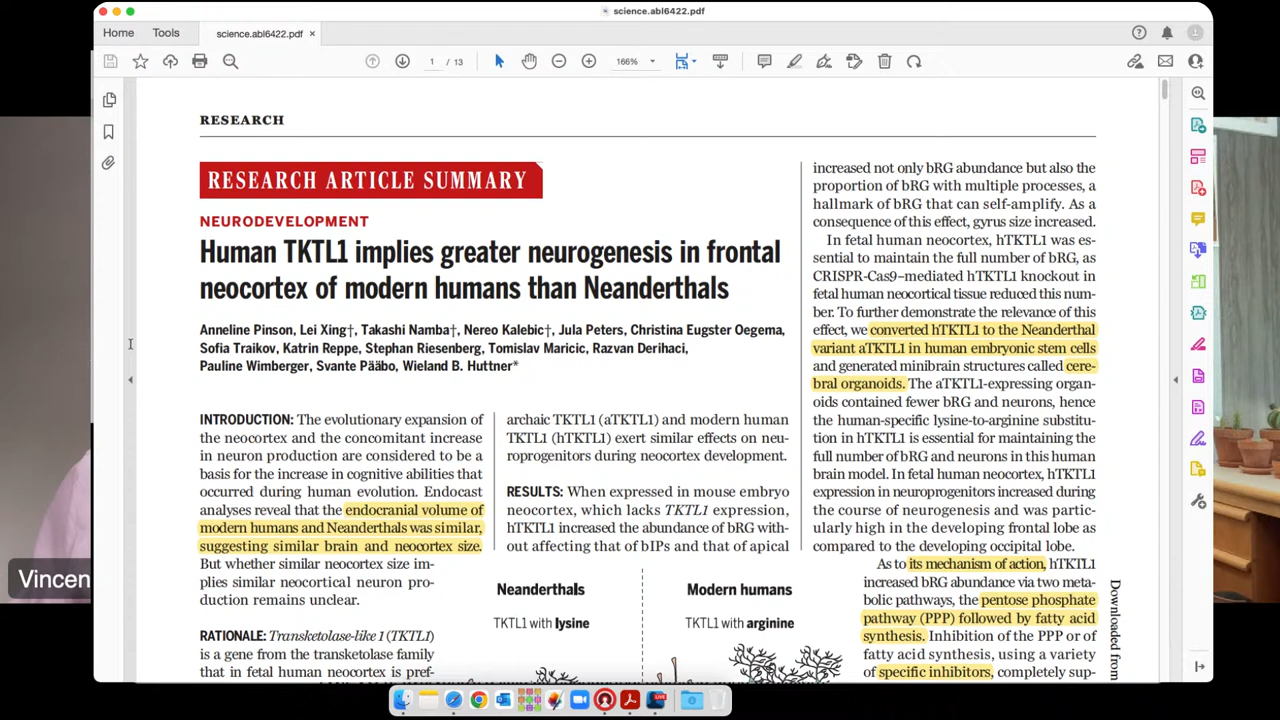 science.abl6422.pdf
Home
Tools
science.abl6422.pdf ×
1 / 13
166%
RESEARCH
RESEARCH ARTICLE SUMMARY
NEURODEVELOPMENT
Human TKTL1 implies greater neurogenesis in frontal
neocortex of modern humans than Neanderthals
Anneline Pinson, Lei Xing†, Takashi Namba†, Nereo Kalebic†, Jula Peters, Christina Eugster Oegema,
Sofia Traikov, Katrin Reppe, Stephan Riesenberg, Tomislav Maricic, Razvan Derihaci,
Pauline Wimberger, Svante Pääbo, Wieland B. Huttner*
INTRODUCTION: The evolutionary expansion of
the neocortex and the concomitant increase
in neuron production are considered to be a
basis for the increase in cognitive abilities that
occurred during human evolution. Endocast
analyses reveal that the endocranial volume of
modern humans and Neanderthals was similar,
suggesting similar brain and neocortex size.
But whether similar neocortex size im-
plies similar neocortical neuron pro-
duction remains unclear.
RATIONALE: Transketolase-like 1 (TKTL1)
is a gene from the transketolase family
that in fetal human neocortex is pref-
archaic TKTL1 (aTKTL1) and modern human
TKTL1 (hTKTL1) exert similar effects on neu-
roprogenitors during neocortex development.
RESULTS: When expressed in mouse embryo
neocortex, which lacks TKTL1 expression,
hTKTL1 increased the abundance of bRG with-
out affecting that of bIPs and that of apical
Neanderthals
TKTL1 with lysine
Modern humans
TKTL1 with arginine
increased not only bRG abundance but also the
proportion of bRG with multiple processes, a
hallmark of bRG that can self-amplify. As a
consequence of this effect, gyrus size increased.
In fetal human neocortex, hTKTL1 was es-
sential to maintain the full number of bRG, as
CRISPR-Cas9–mediated hTKTL1 knockout in
fetal human neocortical tissue reduced this num-
ber. To further demonstrate the relevance of this
effect, we converted hTKTL1 to the Neanderthal
variant aTKTL1 in human embryonic stem cells
and generated minibrain structures called cere-
bral organoids. The aTKTL1-expressing organ-
oids contained fewer bRG and neurons, hence
the human-specific lysine-to-arginine substitu-
tion in hTKTL1 is essential for maintaining the
full number of bRG and neurons in this human
brain model. In fetal human neocortex, hTKTL1
expression in neuroprogenitors increased during
the course of neurogenesis and was partic-
ularly high in the developing frontal lobe as
compared to the developing occipital lobe.
As to its mechanism of action, hTKTL1
increased bRG abundance via two meta-
bolic pathways, the pentose phosphate
pathway (PPP) followed by fatty acid
synthesis. Inhibition of the PPP or of
fatty acid synthesis, using a variety
of specific inhibitors, completely sup-
Downloaded from
Vincen
LIVE